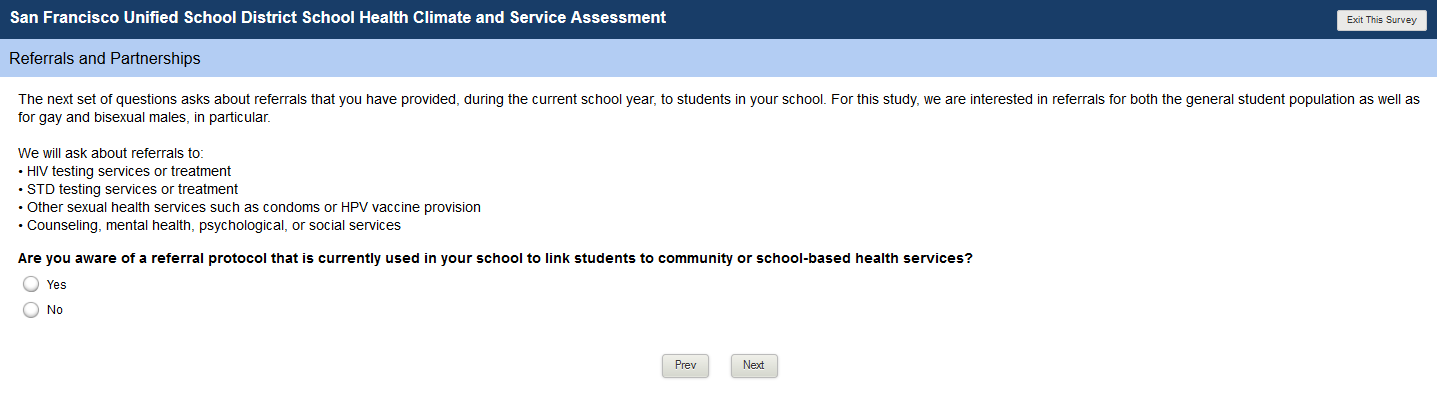 San Francisco Unified School District School Health Climate and Service Assessment
Exit This Survey
Referrals and Partnerships
The next set of questions asks about referrals that you have provided, during the current school year, to students in your school. For this study, we are interested in referrals for both the general student population as well as
for gay and bisexual males, in particular.
We will ask about referrals to:
• HIV testing services or treatment
• STD testing services or treatment
• Other sexual health services such as condoms or HPV vaccine provision
• Counseling, mental health, psychological, or social services
Are you aware of a referral protocol that is currently used in your school to link students to community or school-based health services?
Yes
No
Prev
Next